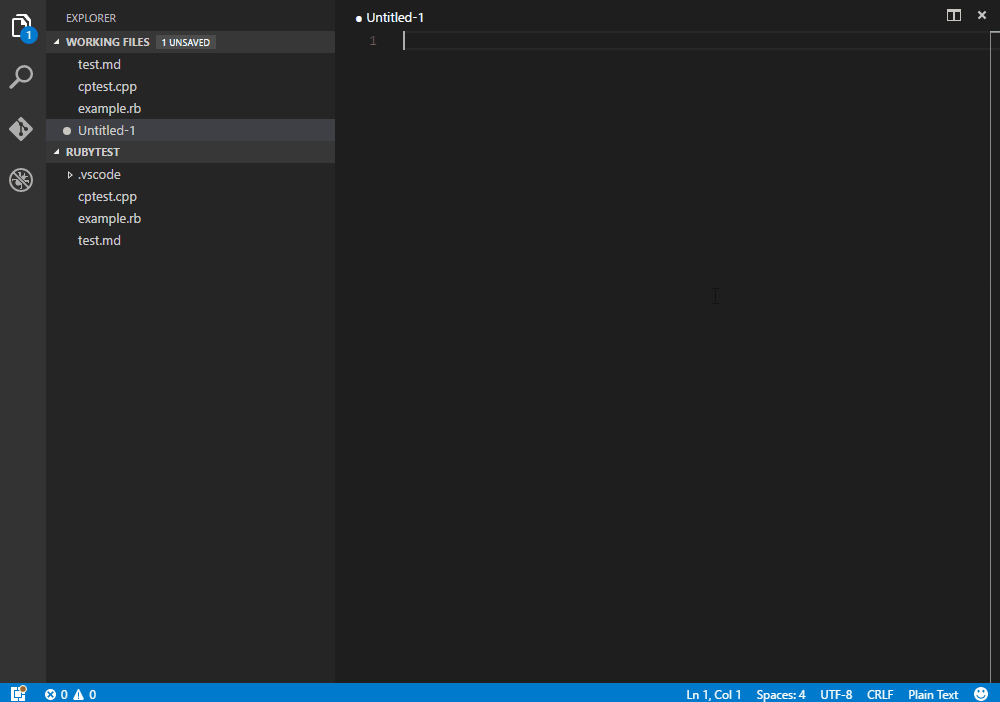 EXPLORER
WORKING FILES 1 UNSAVED
test.md
cptest.cpp
example.rb
Untitled-1
RUBYTEST
.vscode
cptest.cpp
example.rb
test.md
1
Untitled-1
1
0 0
Ln 1, Col 1 Spaces: 4 UTF-8 CRLF Plain Text